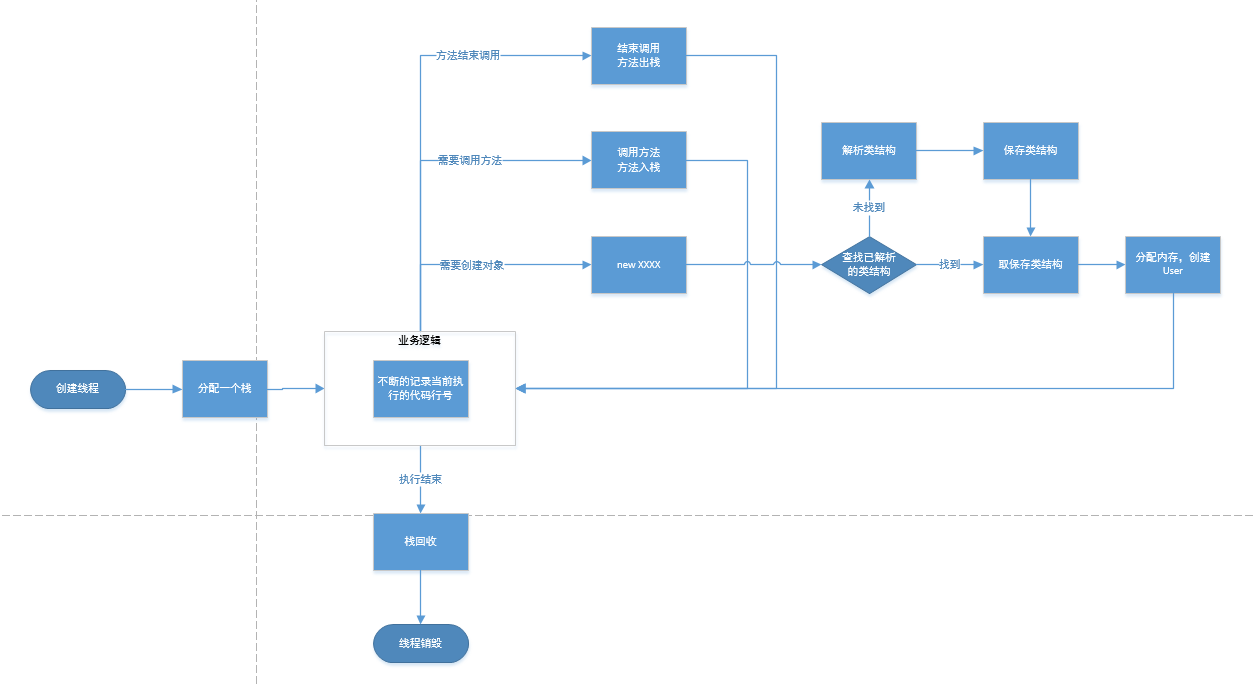 方法结束调用
结束调用
方法出栈
需要调用方法
调用方法
方法入栈
解析类结构
保存类结构
未找到
需要创建对象
new XXXX
查找已解析
的类结构
找到
取保存类结构
分配内存，创建
User
业务逻辑
创建线程
分配一个栈
不断的记录当前执
行的代码行号
执行结束
栈回收
线程销毁